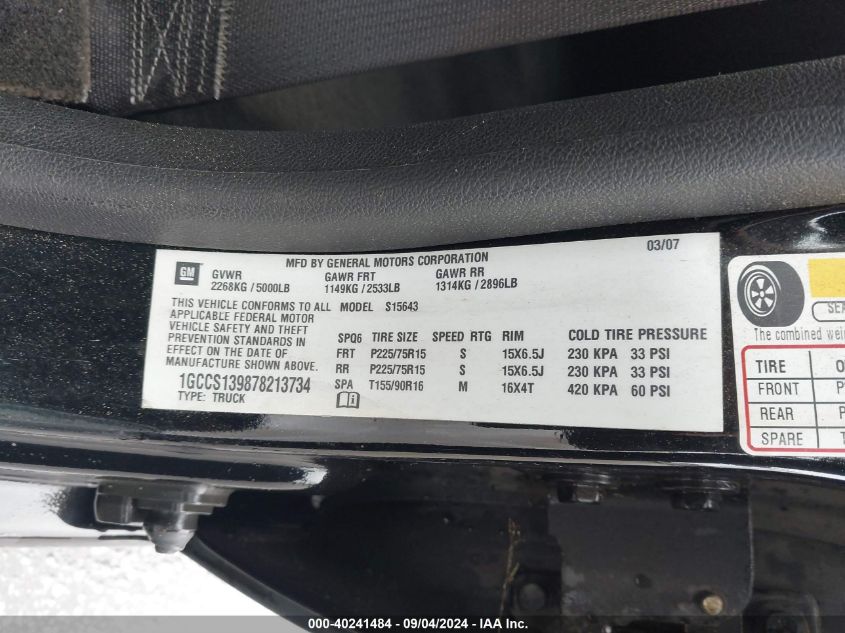 MFD BY GENERAL MOTORS CORPORATION 03/07
GM GVWR GAWR FRT GAWR RR
2268KG / 5000LB 1149KG / 2533LB 1314KG / 2896LB
THIS VEHICLE CONFORMS TO ALL MODEL S15643
APPLICABLE FEDERAL MOTOR
VEHICLE SAFETY AND THEFT
PREVENTION STANDARDS IN SPQ6 TIRE SIZE SPEED RTG RIM COLD TIRE PRESSURE
EFFECT ON THE DATE OF FRT P225/75R15 S 15X6.5J 230 KPA 33 PSI
MANUFACTURE SHOWN ABOVE. RR P225/75R15 S 15X6.5J 230 KPA 33 PSI
1GCCS139878213734 SPA T155/90R16 M 16X4T 420 KPA 60 PSI
TYPE: TRUCK
The combined
TIRE
FRONT
REAR
SPARE
000-40241484 - 09/04/2024 - IAA Inc.